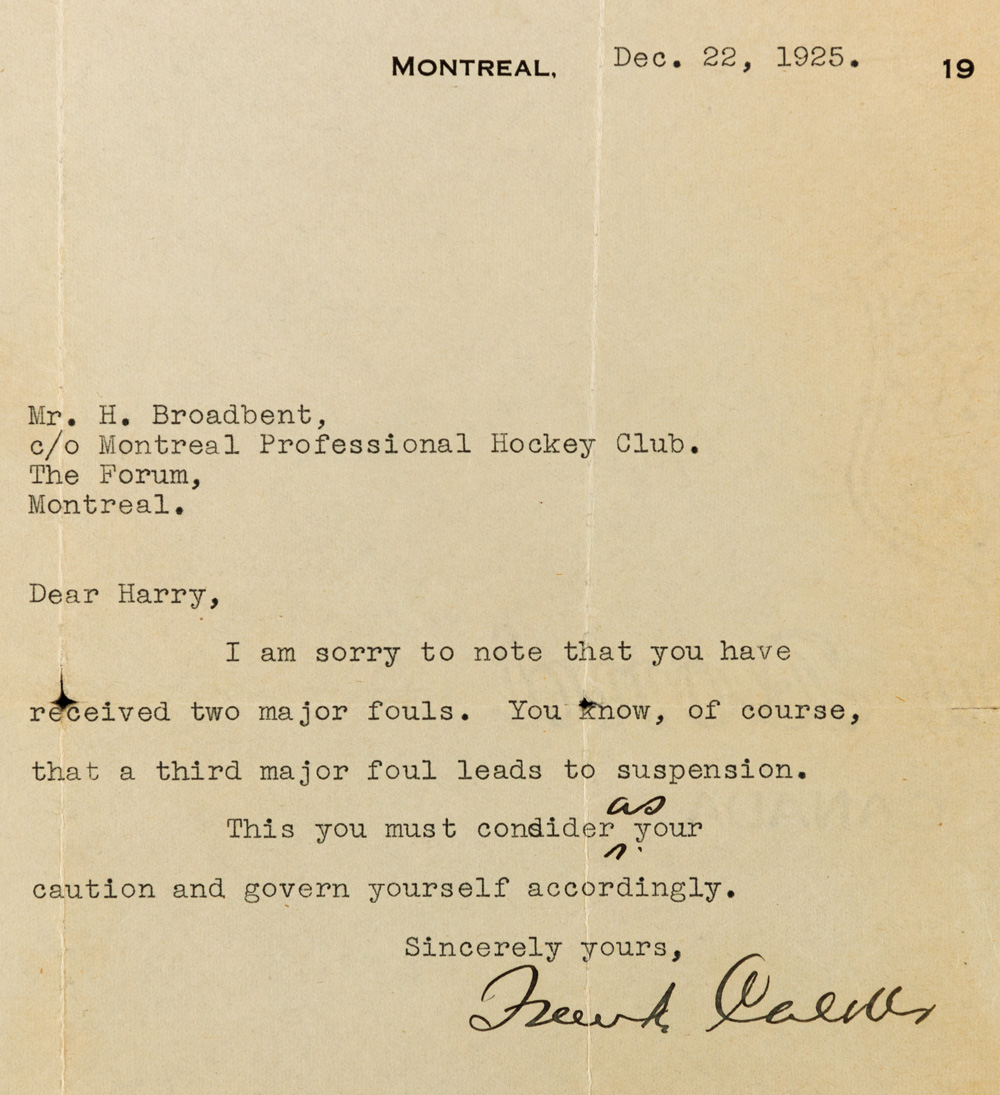 MONTREAL, Dec. 22, 1925. 19
Mr. H. Broadbent,
c/o Montreal Professional Hockey Club.
The Forum,
Montreal.
Dear Harry,
I am sorry to note that you have
received two major fouls. You know, of course,
that a third major foul leads to suspension.
This you must condider as your
caution and govern yourself accordingly.
Sincerely yours,
Frank Calder